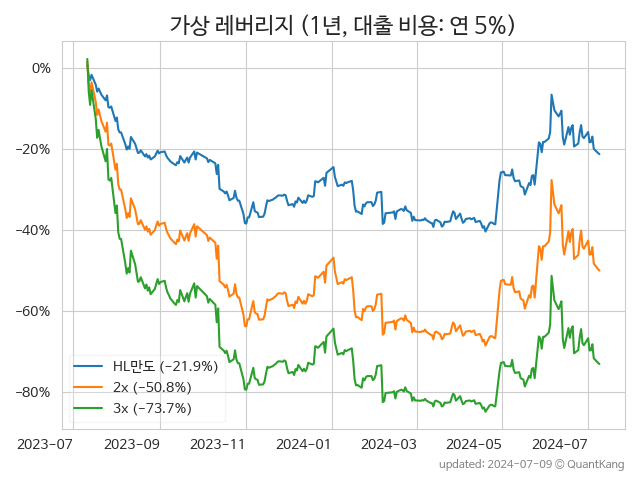 가상 레버리지 (1년, 대출 비용: 연 5%)
0%
−20%
−40%
−60%
−80%
HL만도 (−21.9%)
2x (−50.8%)
3x (−73.7%)
2023-07 2023-09 2023-11 2024-01 2024-03 2024-05 2024-07
updated: 2024-07-09 © QuantKang